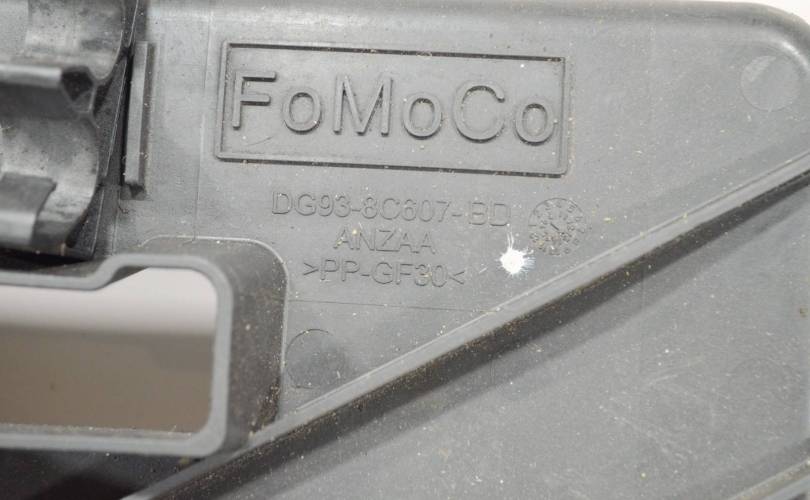 FoMoCo
DG93-8C607-BD
ANZAA
>PP-GF30<